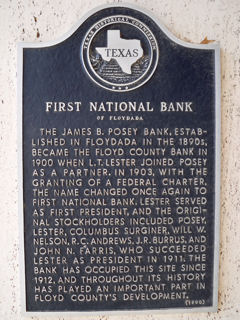 TEXAS HISTORICAL COMMISSION
TEXAS
FIRST NATIONAL BANK
OF FLOYDADA
THE JAMES B. POSEY BANK, ESTAB-
LISHED IN FLOYDADA IN THE 1890s,
BECAME THE FLOYD COUNTY BANK IN
1900 WHEN L.T. LESTER JOINED POSEY
AS A PARTNER. IN 1903, WITH THE
GRANTING OF A FEDERAL CHARTER,
THE NAME CHANGED ONCE AGAIN TO
FIRST NATIONAL BANK. LESTER SERVED
AS FIRST PRESIDENT, AND THE ORIGI-
NAL STOCKHOLDERS INCLUDED POSEY,
LESTER, COLUMBUS SURGINER, WILL W.
NELSON, R.C. ANDREWS, J.R. BURRUS, AND
JOHN N. FARRIS, WHO SUCCEEDED
LESTER AS PRESIDENT IN 1911. THE
BANK HAS OCCUPIED THIS SITE SINCE
1912, AND THROUGHOUT ITS HISTORY
HAS PLAYED AN IMPORTANT PART IN
FLOYD COUNTY'S DEVELOPMENT.